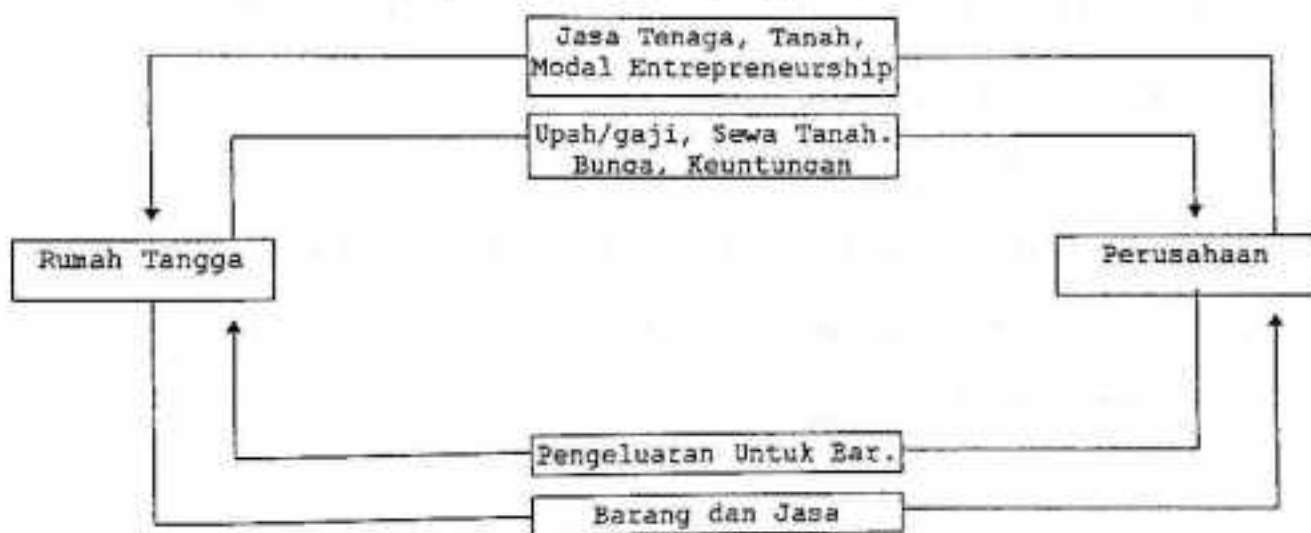 Jasa Tenaga, Tanah,
Modal Entrepreneurship
Upah/gaji, Sewa Tanah.
Bunga, Keuntungan
Rumah Tangga
Perusahaan
Pengeluaran Untuk Bar.
Barang dan Jasa